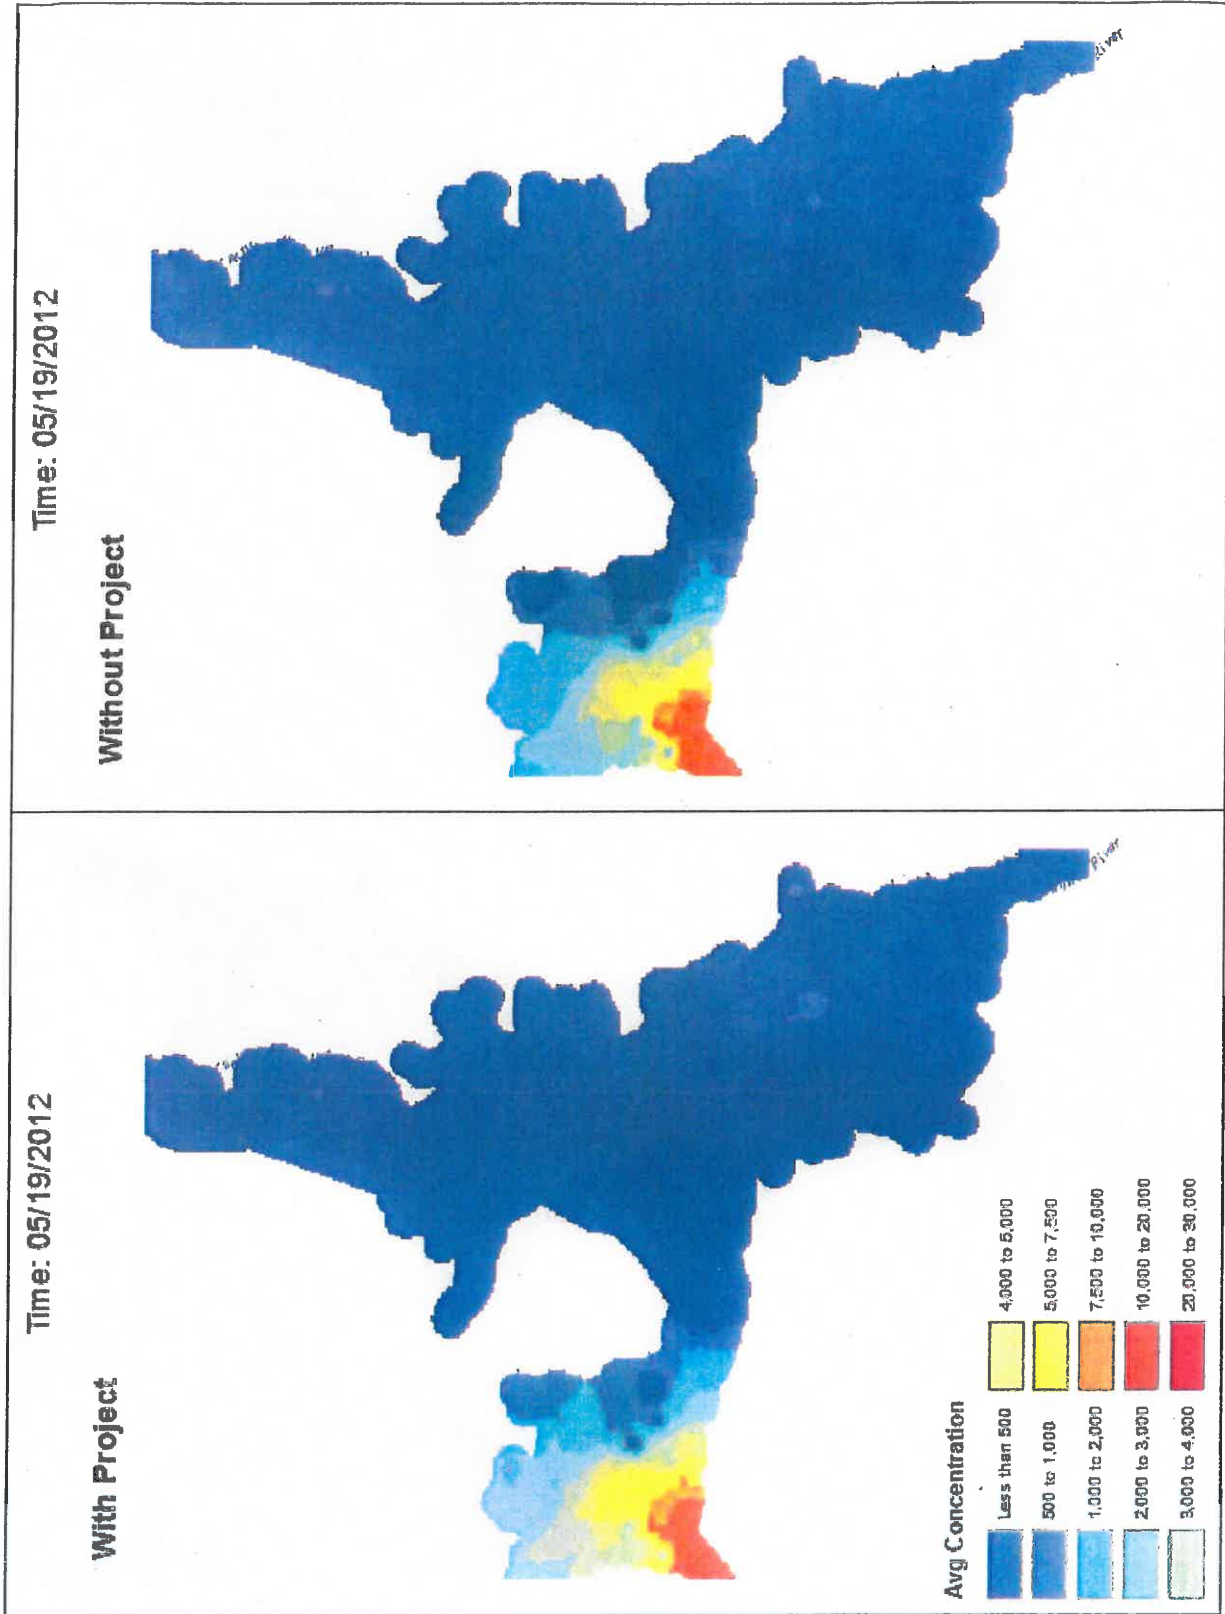 Time: 05/19/2012
With Project
River
Avg Concentration
Less than 500
500 to 1,000
1,000 to 2,000
2,000 to 3,000
3,000 to 4,000
4,000 to 5,000
5,000 to 7,500
7,500 to 10,000
10,000 to 20,000
20,000 to 30,000
Time: 05/19/2012
Without Project
River